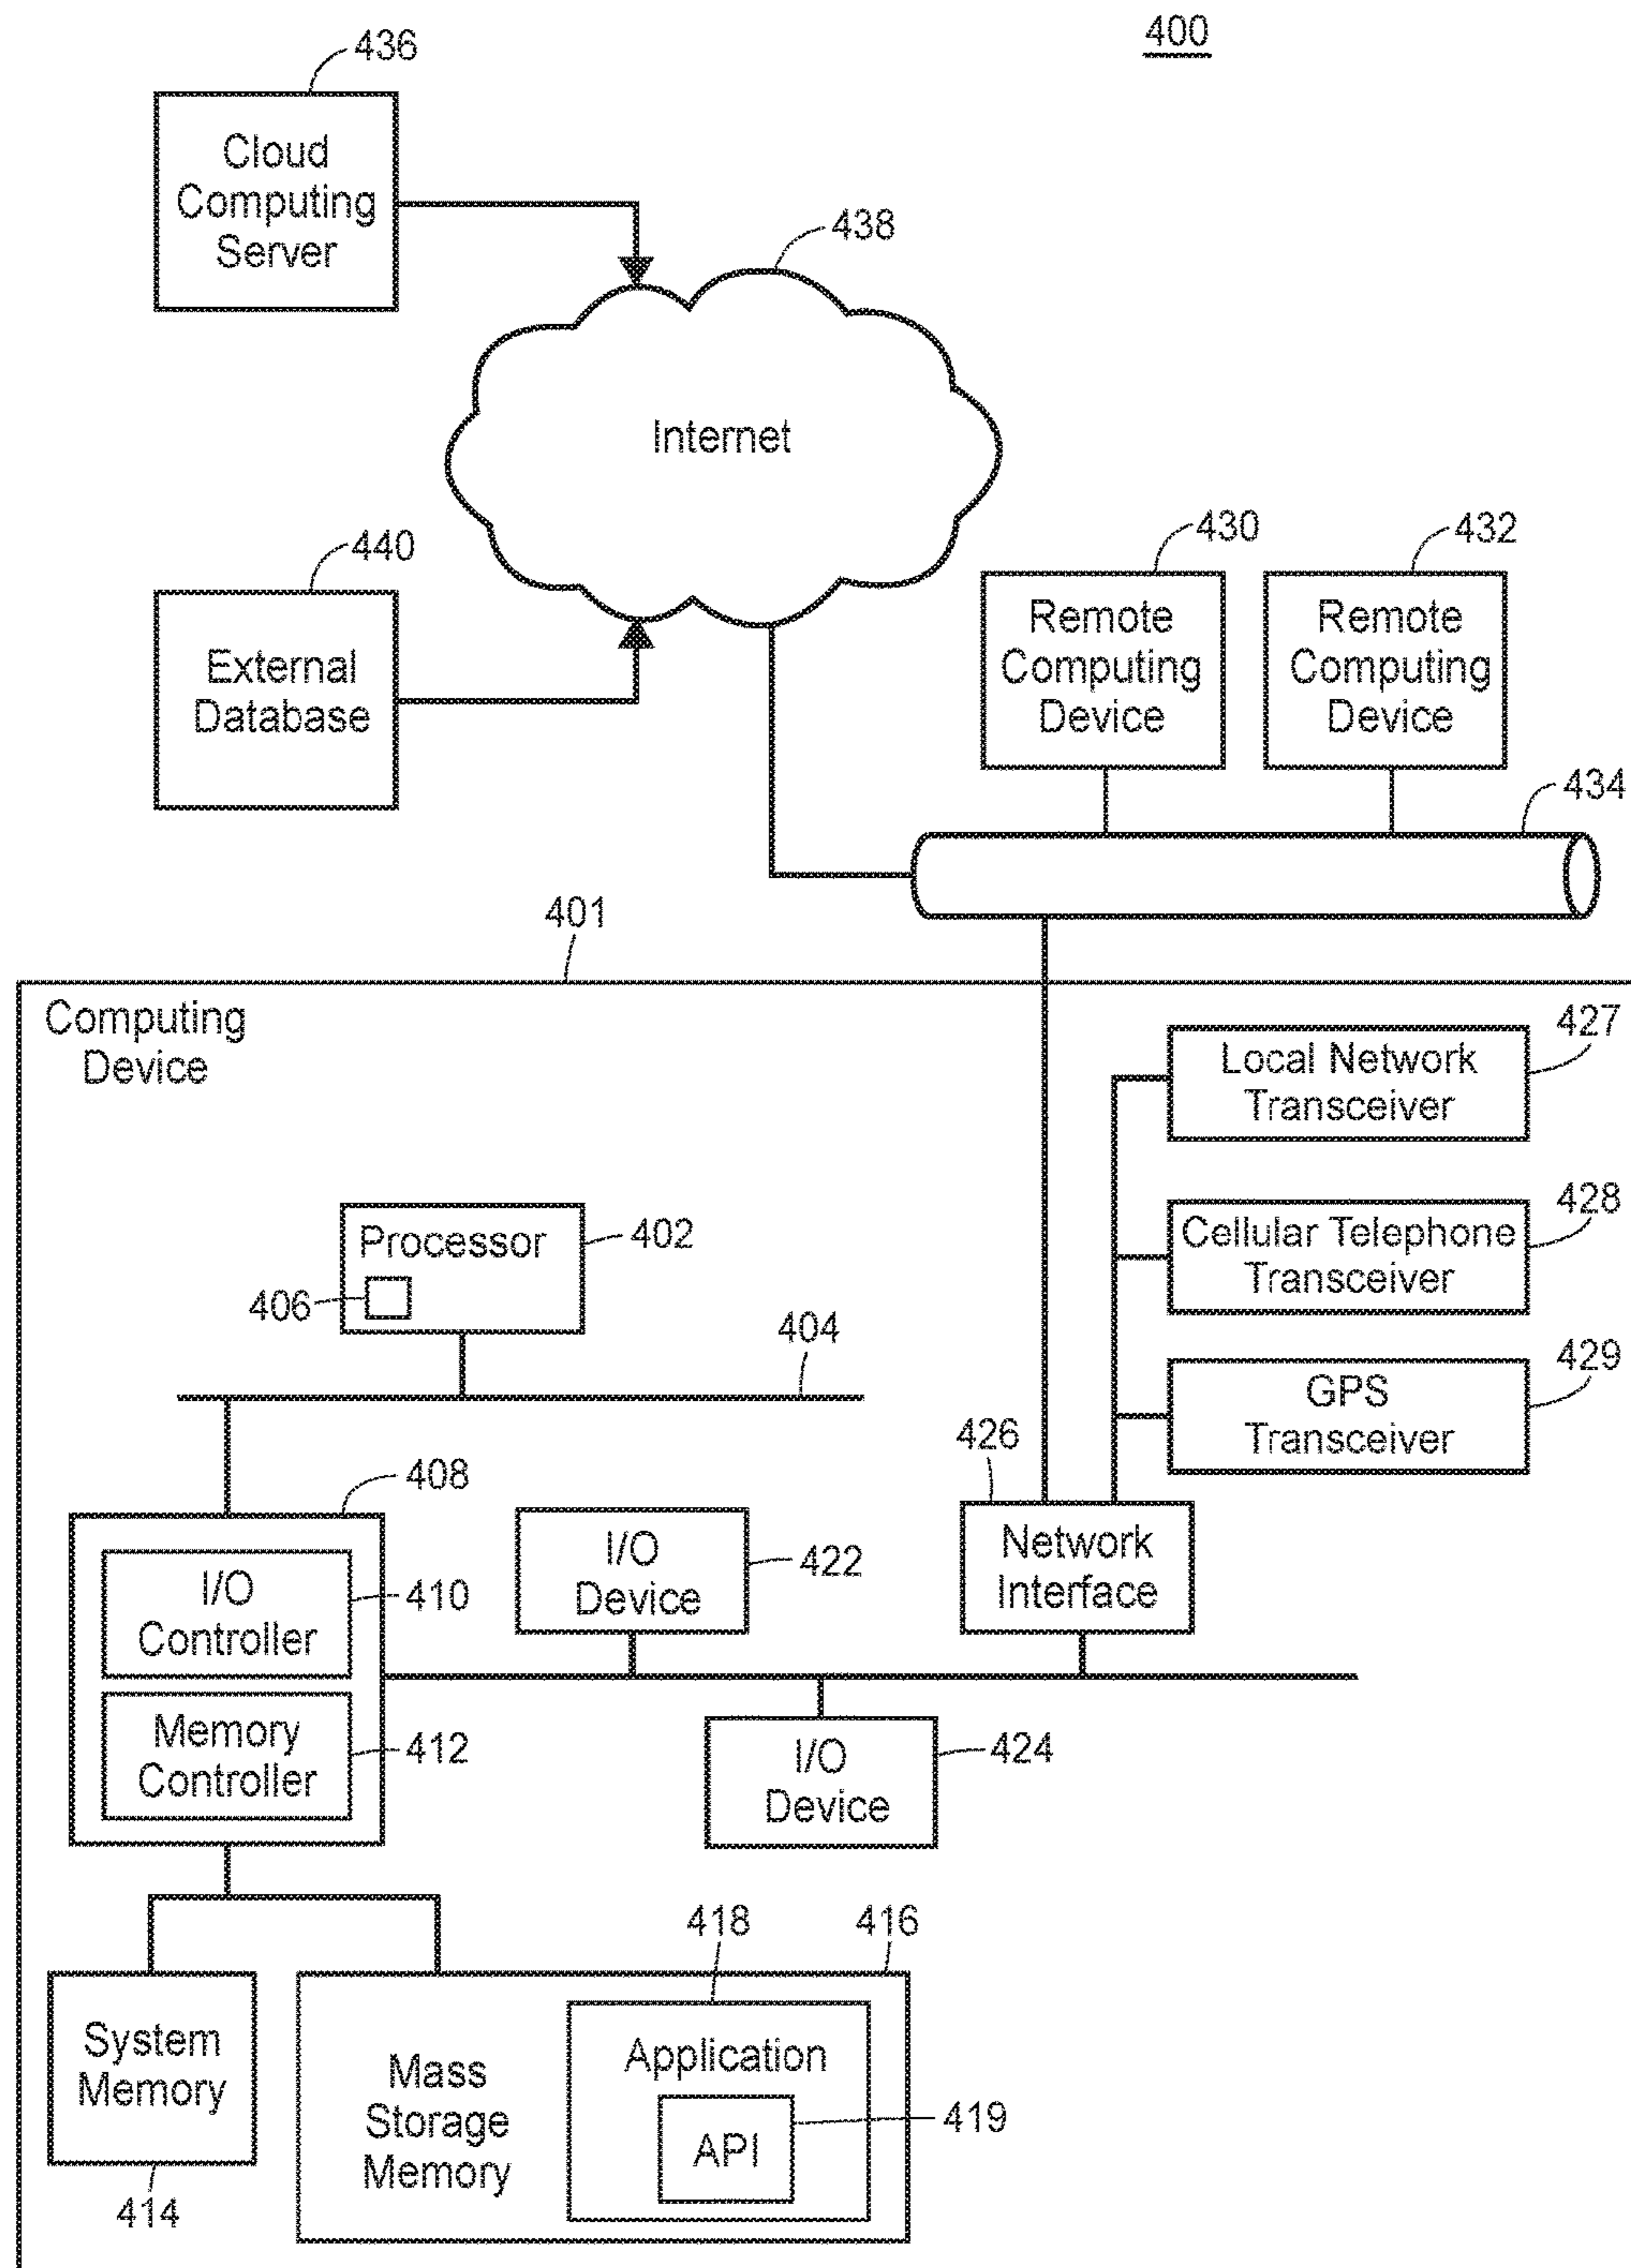 400
436
Cloud
Computing
Server
438
Internet
440
External
Database
430
432
Remote
Computing
Device
Remote
Computing
Device
434
401
Computing
Device
427
Local Network
Transceiver
428
Cellular Telephone
Transceiver
429
GPS
Transceiver
Processor
402
406
404
426
Network
Interface
408
I/O
Controller
410
Memory
Controller
412
I/O
Device
422
I/O
Device
424
System
Memory
414
418
416
Mass
Storage
Memory
Application
API
419